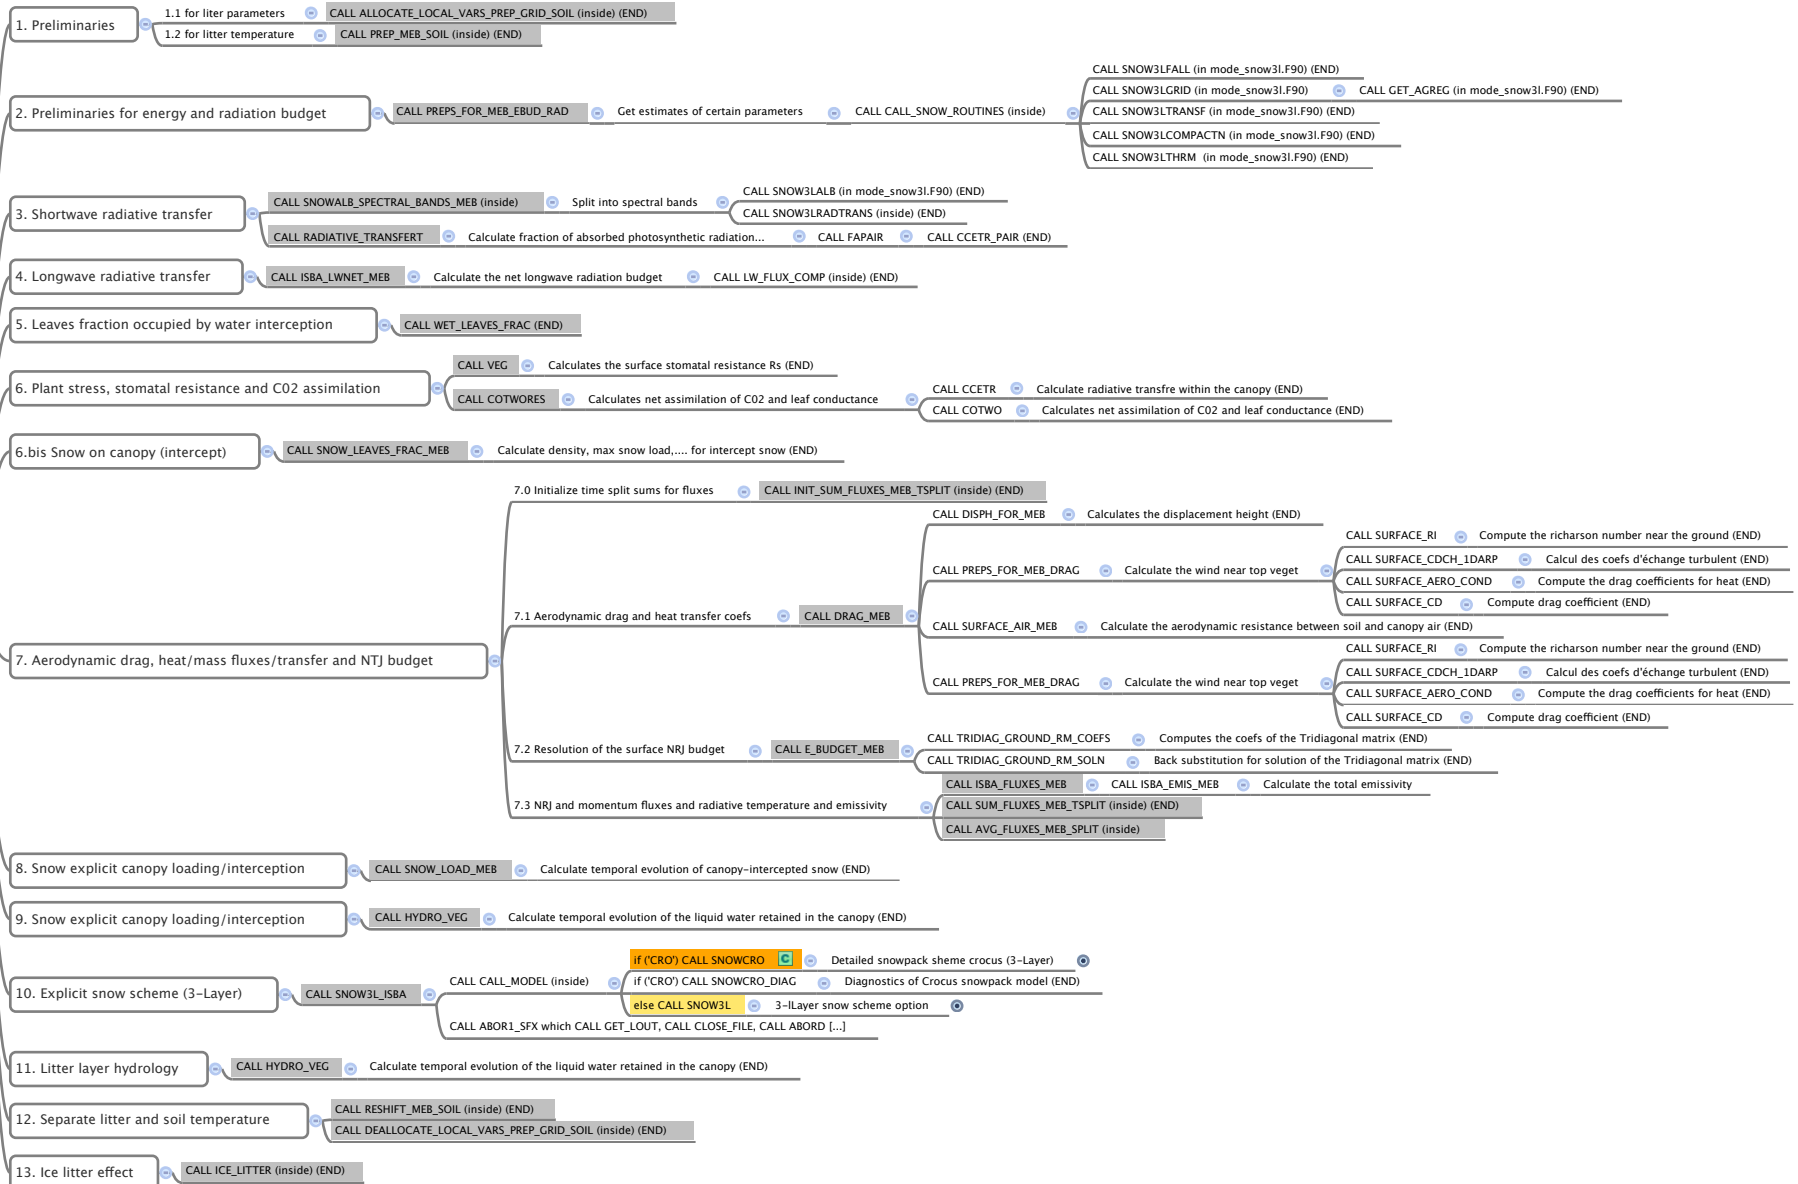 1. Preliminaries
1.1 for liter parameters
CALL ALLOCATE_LOCAL_VARS_PREP_GRID_SOIL (inside) (END)
1.2 for litter temperature
CALL PREP_MEB_SOIL (inside) (END)
2. Preliminaries for energy and radiation budget
CALL PREPS_FOR_MEB_EBUD_RAD
Get estimates of certain parameters
CALL CALL_SNOW_ROUTINES (inside)
CALL SNOW3LFALL (in mode_snow3l.F90) (END)
CALL SNOW3LGRID (in mode_snow3l.F90)
CALL GET_AGREG (in mode_snow3l.F90) (END)
CALL SNOW3LTRANSF (in mode_snow3l.F90) (END)
CALL SNOW3LCOMPACTN (in mode_snow3l.F90) (END)
CALL SNOW3LTHRM (in mode_snow3l.F90) (END)
3. Shortwave radiative transfer
CALL SNOWALB_SPECTRAL_BANDS_MEB (inside)
Split into spectral bands
CALL SNOW3LALB (in mode_snow3l.F90) (END)
CALL SNOW3LRADTRANS (inside) (END)
CALL RADIATIVE_TRANSFERT
Calculate fraction of absorbed photosynthetic radiation...
CALL FAPAIR
CALL CCETR_PAIR (END)
4. Longwave radiative transfer
CALL ISBA_LWNET_MEB
Calculate the net longwave radiation budget
CALL LW_FLUX_COMP (inside) (END)
5. Leaves fraction occupied by water interception
CALL WET_LEAVES_FRAC (END)
6. Plant stress, stomatal resistance and C02 assimilation
CALL VEG
Calculates the surface stomatal resistance Rs (END)
CALL COTWORES
Calculates net assimilation of C02 and leaf conductance
CALL CCETR
Calculate radiative transfre within the canopy (END)
CALL COTWO
Calculates net assimilation of C02 and leaf conductance (END)
6.bis Snow on canopy (intercept)
CALL SNOW_LEAVES_FRAC_MEB
Calculate density, max snow load,.... for intercept snow (END)
7. Aerodynamic drag, heat/mass fluxes/transfer and NTJ budget
7.0 Initialize time split sums for fluxes
CALL INIT_SUM_FLUXES_MEB_TSPLIT (inside) (END)
7.1 Aerodynamic drag and heat transfer coefs
CALL DRAG_MEB
CALL DISPH_FOR_MEB
Calculates the displacement height (END)
CALL PREPS_FOR_MEB_DRAG
Calculate the wind near top veget
CALL SURFACE_RI
Compute the richarson number near the ground (END)
CALL SURFACE_CDCH_1DARP
Calcul des coefs d'échange turbulent (END)
CALL SURFACE_AERO_COND
Compute the drag coefficients for heat (END)
CALL SURFACE_CD
Compute drag coefficient (END)
CALL SURFACE_AIR_MEB
Calculate the aerodynamic resistance between soil and canopy air (END)
CALL PREPS_FOR_MEB_DRAG
Calculate the wind near top veget
CALL SURFACE_RI
Compute the richarson number near the ground (END)
CALL SURFACE_CDCH_1DARP
Calcul des coefs d'échange turbulent (END)
CALL SURFACE_AERO_COND
Compute the drag coefficients for heat (END)
CALL SURFACE_CD
Compute drag coefficient (END)
7.2 Resolution of the surface NRJ budget
CALL E_BUDGET_MEB
CALL TRIDIAG_GROUND_RM_COEFS
Computes the coefs of the Tridiagonal matrix (END)
CALL TRIDIAG_GROUND_RM_SOLN
Back substitution for solution of the Tridiagonal matrix (END)
7.3 NRJ and momentum fluxes and radiative temperature and emissivity
CALL ISBA_FLUXES_MEB
CALL ISBA_EMIS_MEB
Calculate the total emissivity
CALL SUM_FLUXES_MEB_TSPLIT (inside) (END)
CALL AVG_FLUXES_MEB_SPLIT (inside)
8. Snow explicit canopy loading/interception
CALL SNOW_LOAD_MEB
Calculate temporal evolution of canopy-intercepted snow (END)
9. Snow explicit canopy loading/interception
CALL HYDRO_VEG
Calculate temporal evolution of the liquid water retained in the canopy (END)
10. Explicit snow scheme (3-Layer)
CALL SNOW3L_ISBA
CALL CALL_MODEL (inside)
if ('CRO') CALL SNOWCRO C
Detailed snowpack sheme crocus (3-Layer)
if ('CRO') CALL SNOWCRO_DIAG
Diagnostics of Crocus snowpack model (END)
else CALL SNOW3L
3-lLayer snow scheme option
CALL ABOR1_SFX which CALL GET_LOUT, CALL CLOSE_FILE, CALL ABORD [...]
11. Litter layer hydrology
CALL HYDRO_VEG
Calculate temporal evolution of the liquid water retained in the canopy (END)
12. Separate litter and soil temperature
CALL RESHIFT_MEB_SOIL (inside) (END)
CALL DEALLOCATE_LOCAL_VARS_PREP_GRID_SOIL (inside) (END)
13. Ice litter effect
CALL ICE_LITTER (inside) (END)